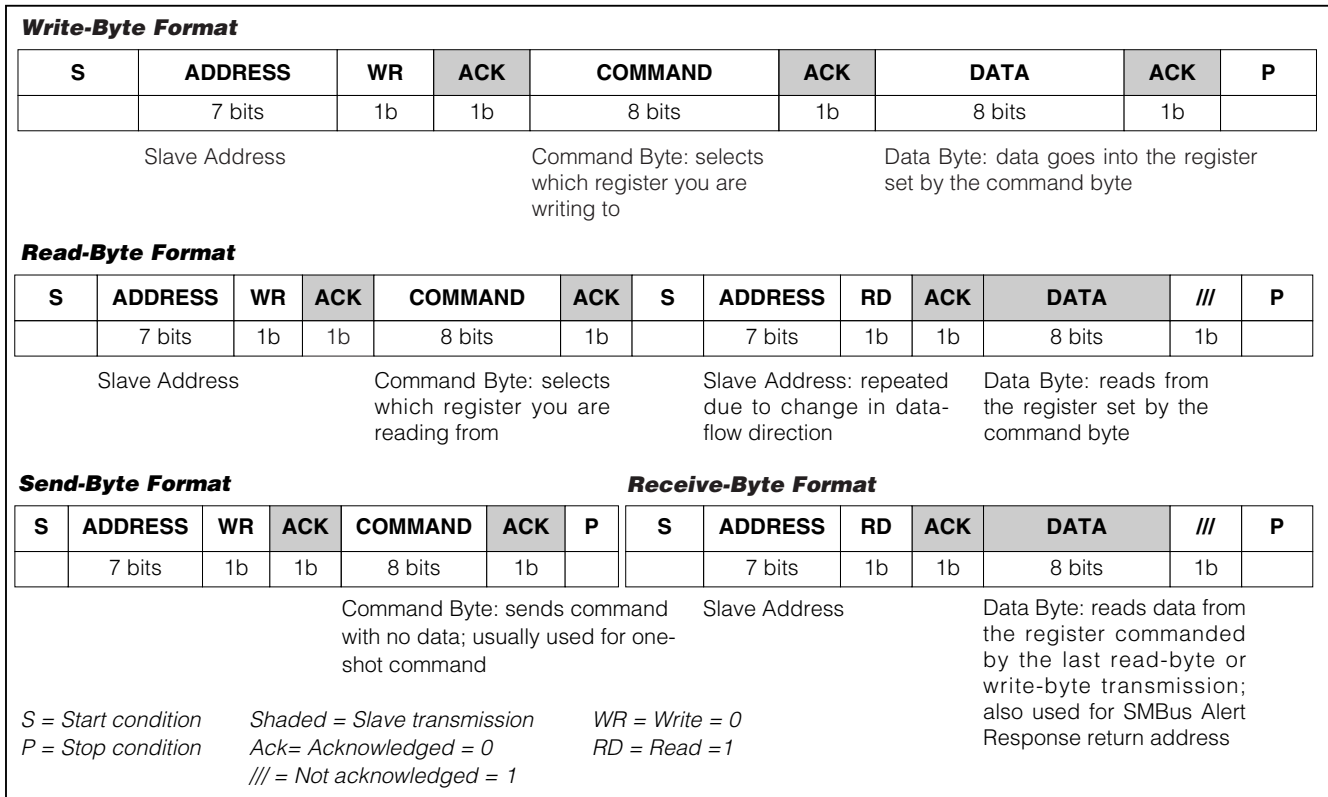 Write-Byte Format
S ADDRESS WR ACK COMMAND ACK DATA ACK P
7 bits 1b 1b 8 bits 1b 8 bits 1b
Slave Address
Command Byte: selects
which register you are
writing to
Data Byte: data goes into the register
set by the command byte
Read-Byte Format
S ADDRESS WR ACK COMMAND ACK S ADDRESS RD ACK DATA /// P
7 bits 1b 1b 8 bits 1b 7 bits 1b 1b 8 bits 1b
Slave Address
Command Byte: selects
which register you are
reading from
Slave Address: repeated
due to change in data-
flow direction
Data Byte: reads from
the register set by the
command byte
Send-Byte Format
S ADDRESS WR ACK COMMAND ACK P
7 bits 1b 1b 8 bits 1b
Command Byte: sends command
with no data; usually used for one-
shot command
Receive-Byte Format
S ADDRESS RD ACK DATA /// P
7 bits 1b 1b 8 bits 1b
Slave Address
Data Byte: reads data from
the register commanded
by the last read-byte or
write-byte transmission;
also used for SMBus Alert
Response return address
S = Start condition Shaded = Slave transmission WR = Write = 0
P = Stop condition Ack= Acknowledged = 0 RD = Read =1
/// = Not acknowledged = 1